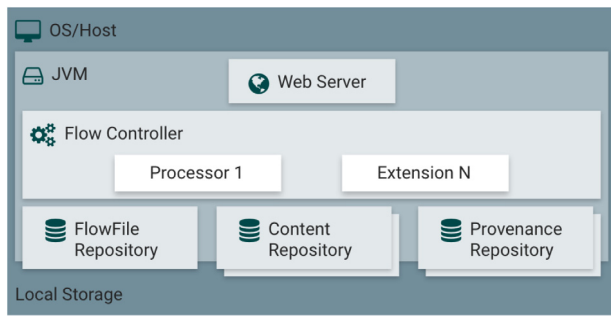 OS/Host
JVM
Web Server
Flow Controller
Processor 1
Extension N
FlowFile
Repository
Content
Repository
Provenance
Repository
Local Storage